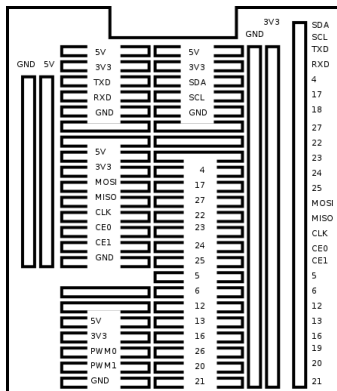 3V3
GND
GND 5V
5V
3V3
TXD
RXD
GND
5V
3V3
SDA
SCL
GND
5V
3V3
MOSI
MISO
CLK
CE0
CE1
GND
4
17
27
22
23
24
25
5
6
12
13
16
26
20
21
5V
3V3
PWM0
PWM1
GND
SDA
SCL
TXD
RXD
4
17
18
27
22
23
24
25
MOSI
MISO
CLK
CE0
CE1
5
6
12
13
16
19
20
21